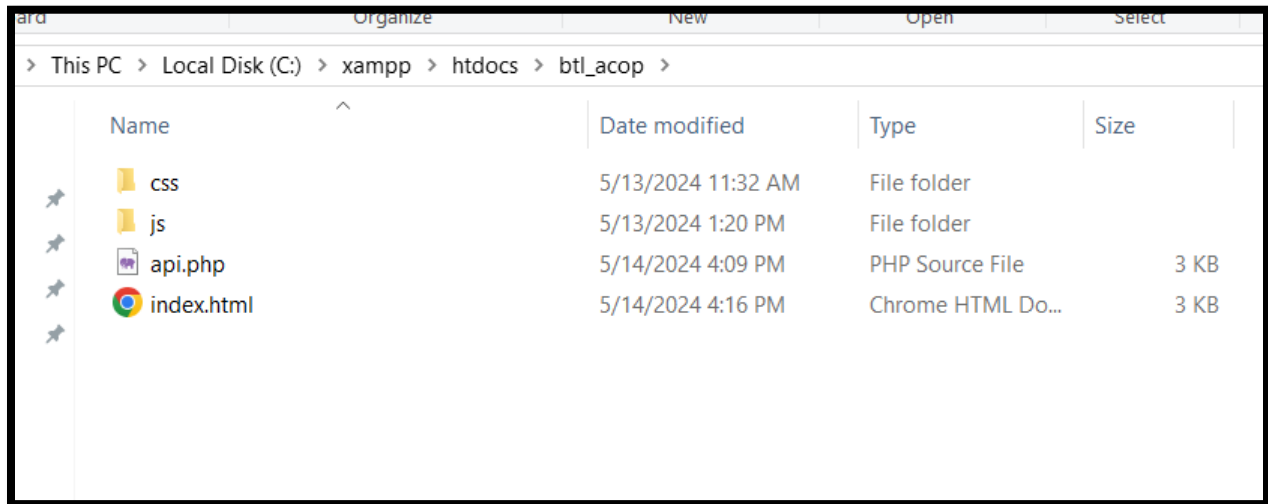 ard Organize New Open Select
> This PC > Local Disk (C:) > xampp > htdocs > btl_acop >
Name Date modified Type Size
css 5/13/2024 11:32 AM File folder
js 5/13/2024 1:20 PM File folder
api.php 5/14/2024 4:09 PM PHP Source File 3 KB
index.html 5/14/2024 4:16 PM Chrome HTML Do... 3 KB